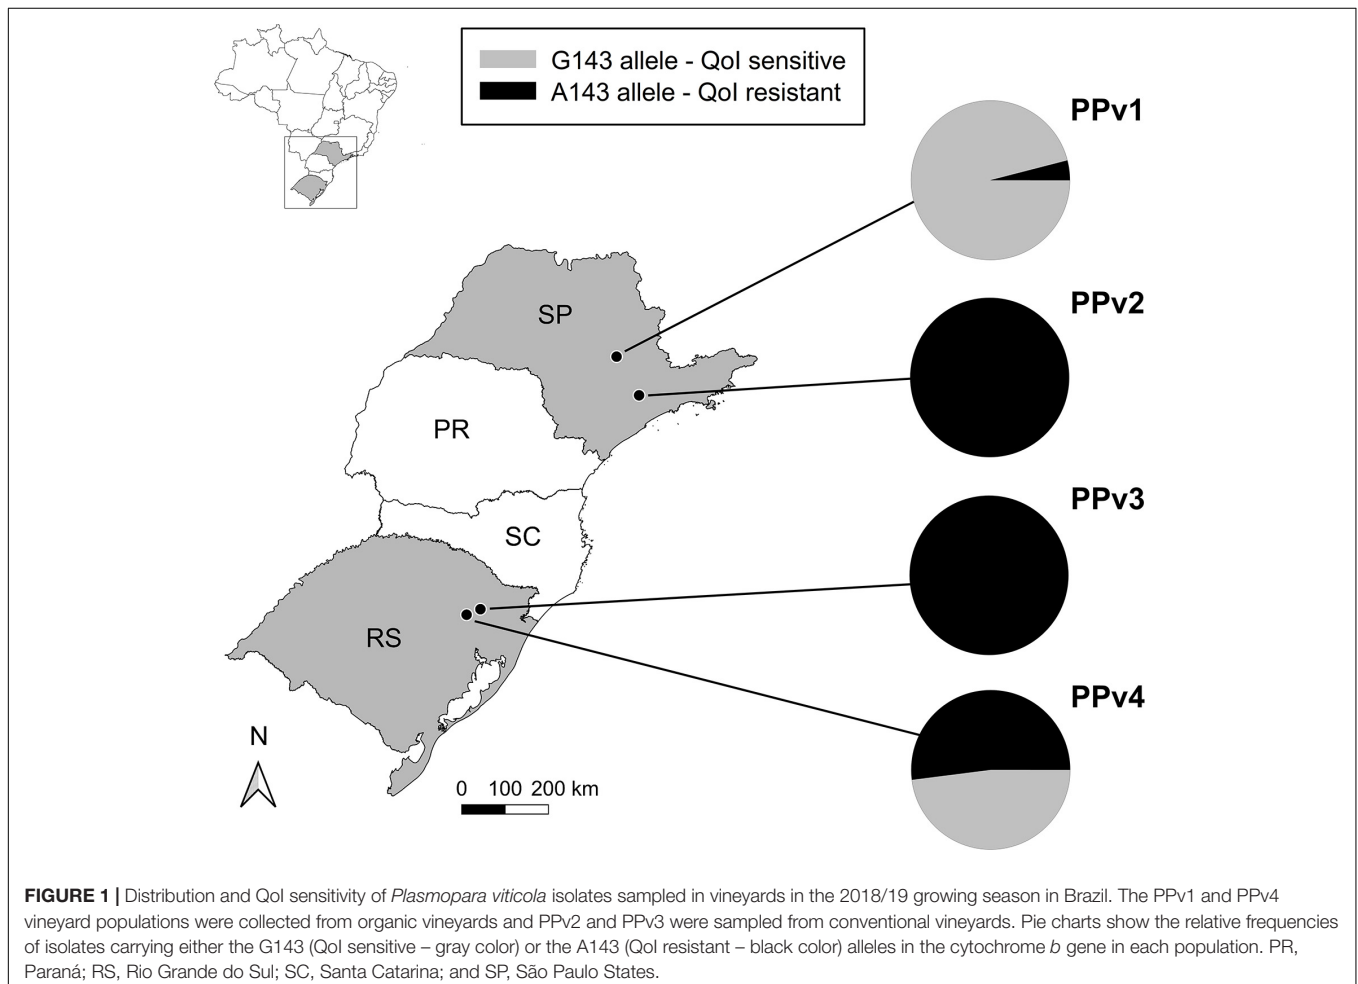 G143 allele - QoI sensitive
A143 allele - QoI resistant
PPv1
PPv2
PPv3
PPv4
SP
PR
SC
RS
N
0 100 200 km
FIGURE 1 | Distribution and QoI sensitivity of Plasmopara viticola isolates sampled in vineyards in the 2018/19 growing season in Brazil. The PPv1 and PPv4
vineyard populations were collected from organic vineyards and PPv2 and PPv3 were sampled from conventional vineyards. Pie charts show the relative frequencies
of isolates carrying either the G143 (QoI sensitive – gray color) or the A143 (QoI resistant – black color) alleles in the cytochrome b gene in each population. PR,
Paraná; RS, Rio Grande do Sul; SC, Santa Catarina; and SP, São Paulo States.